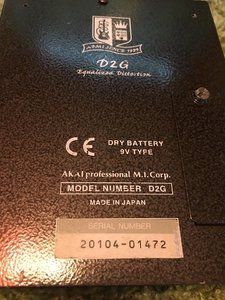 D2G
Equalized Distortion
CE
DRY BATTERY
9V TYPE
AKAI professional M.I. Corp.
MODEL NUMBER D2G
MADE IN JAPAN
SERIAL NUMBER
20104-01472